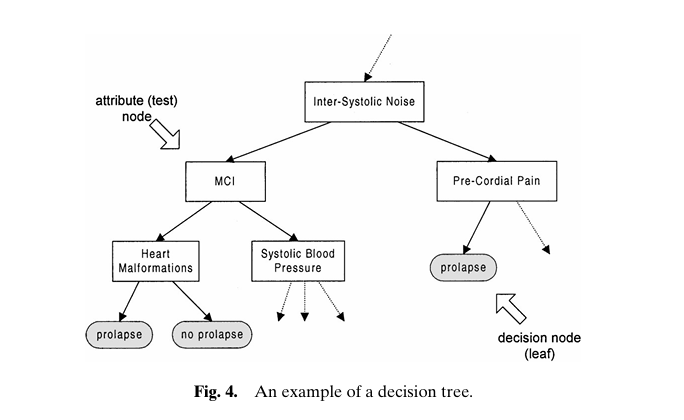 attribute (test)
node
Inter-Systolic Noise
MCI
Pre-Cordial Pain
Heart
Malformations
Systolic Blood
Pressure
prolapse
prolapse
no prolapse
decision node
(leaf)
Fig. 4. An example of a decision tree.